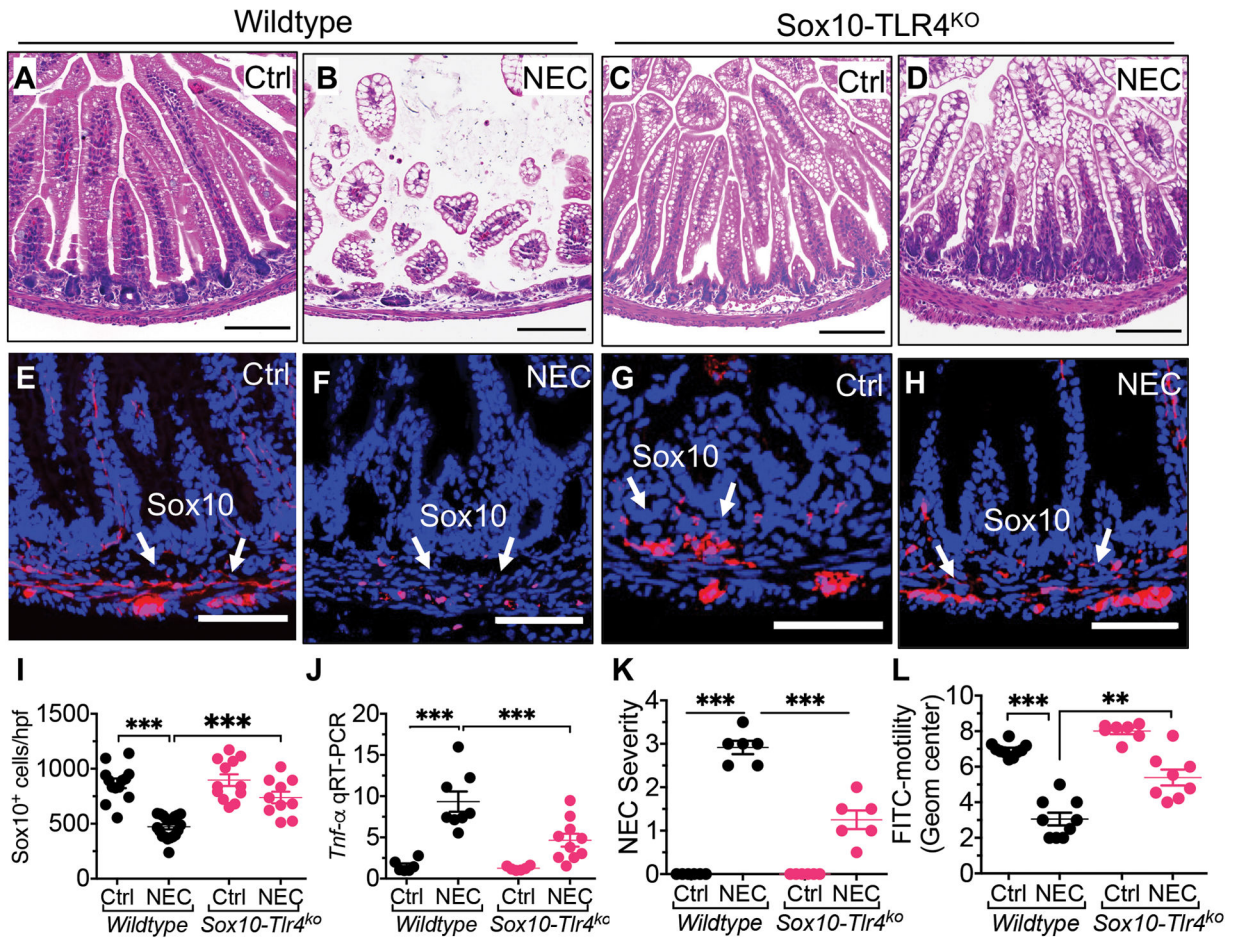 Wildtype
Sox10-TLR4KO
A Ctrl
B NEC
C Ctrl
D NEC
E Ctrl
Sox10
F NEC
Sox10
G Ctrl
Sox10
H NEC
Sox10
I
Sox10+ cells/hpf
1500
1000
500
0
***
***
Ctrl NEC Ctrl NEC
Wildtype Sox10-Tlr4ko
J
Tnf-α qRT-PCR
20
15
10
5
0
***
***
Ctrl NEC Ctrl NEC
Wildtype Sox10-Tlr4ko
K
NEC Severity
4
3
2
1
0
***
***
Ctrl NEC Ctrl NEC
Wildtype Sox10-Tlr4ko
L
FITC-motility
(Geom center)
10
8
6
4
2
0
***
**
Ctrl NEC Ctrl NEC
Wildtype Sox10-Tlr4ko